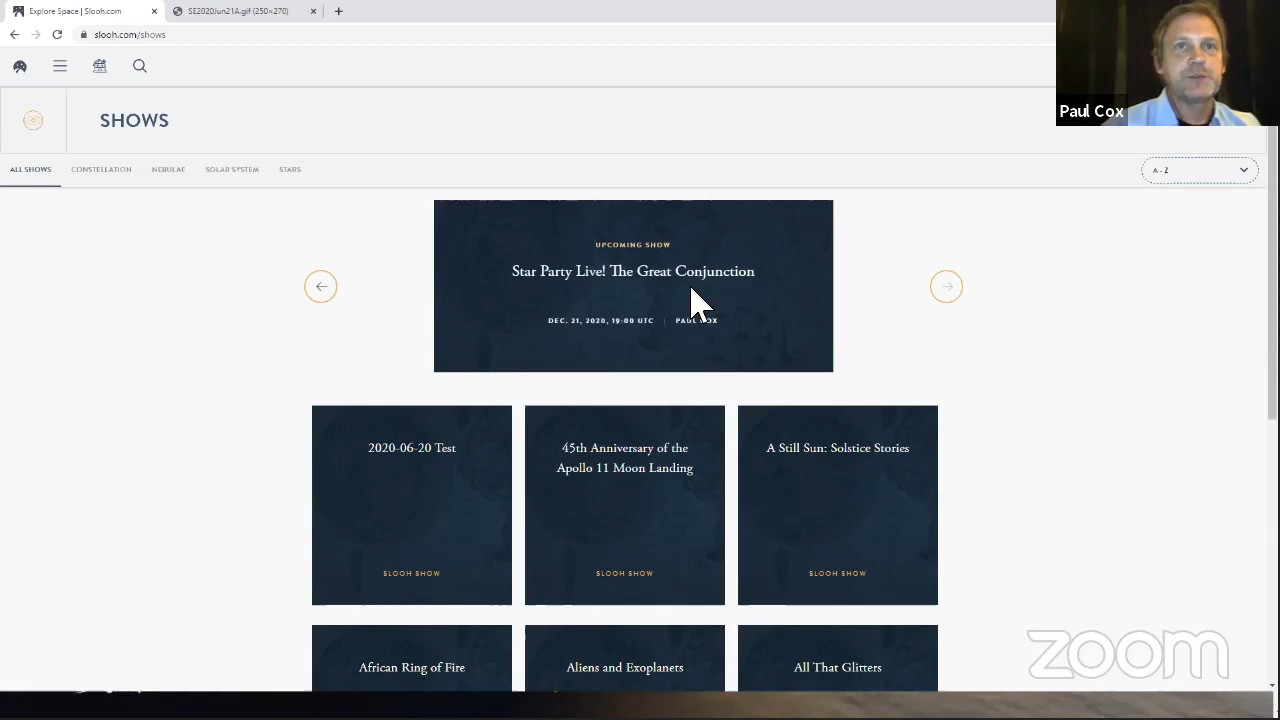 Explore Space | Slooh.com
SE2020Jun21A.gif (250×270)
slooh.com/shows
Paul Cox
SHOWS
ALL SHOWS
CONSTELLATION
NEBULAE
SOLAR SYSTEM
STARS
A - Z
UPCOMING SHOW
Star Party Live! The Great Conjunction
DEC. 21, 2020, 19:00 UTC | PAUL COX
2020-06-20 Test
45th Anniversary of the
Apollo 11 Moon Landing
A Still Sun: Solstice Stories
SLOOH SHOW
SLOOH SHOW
SLOOH SHOW
African Ring of Fire
Aliens and Exoplanets
All That Glitters
zoom